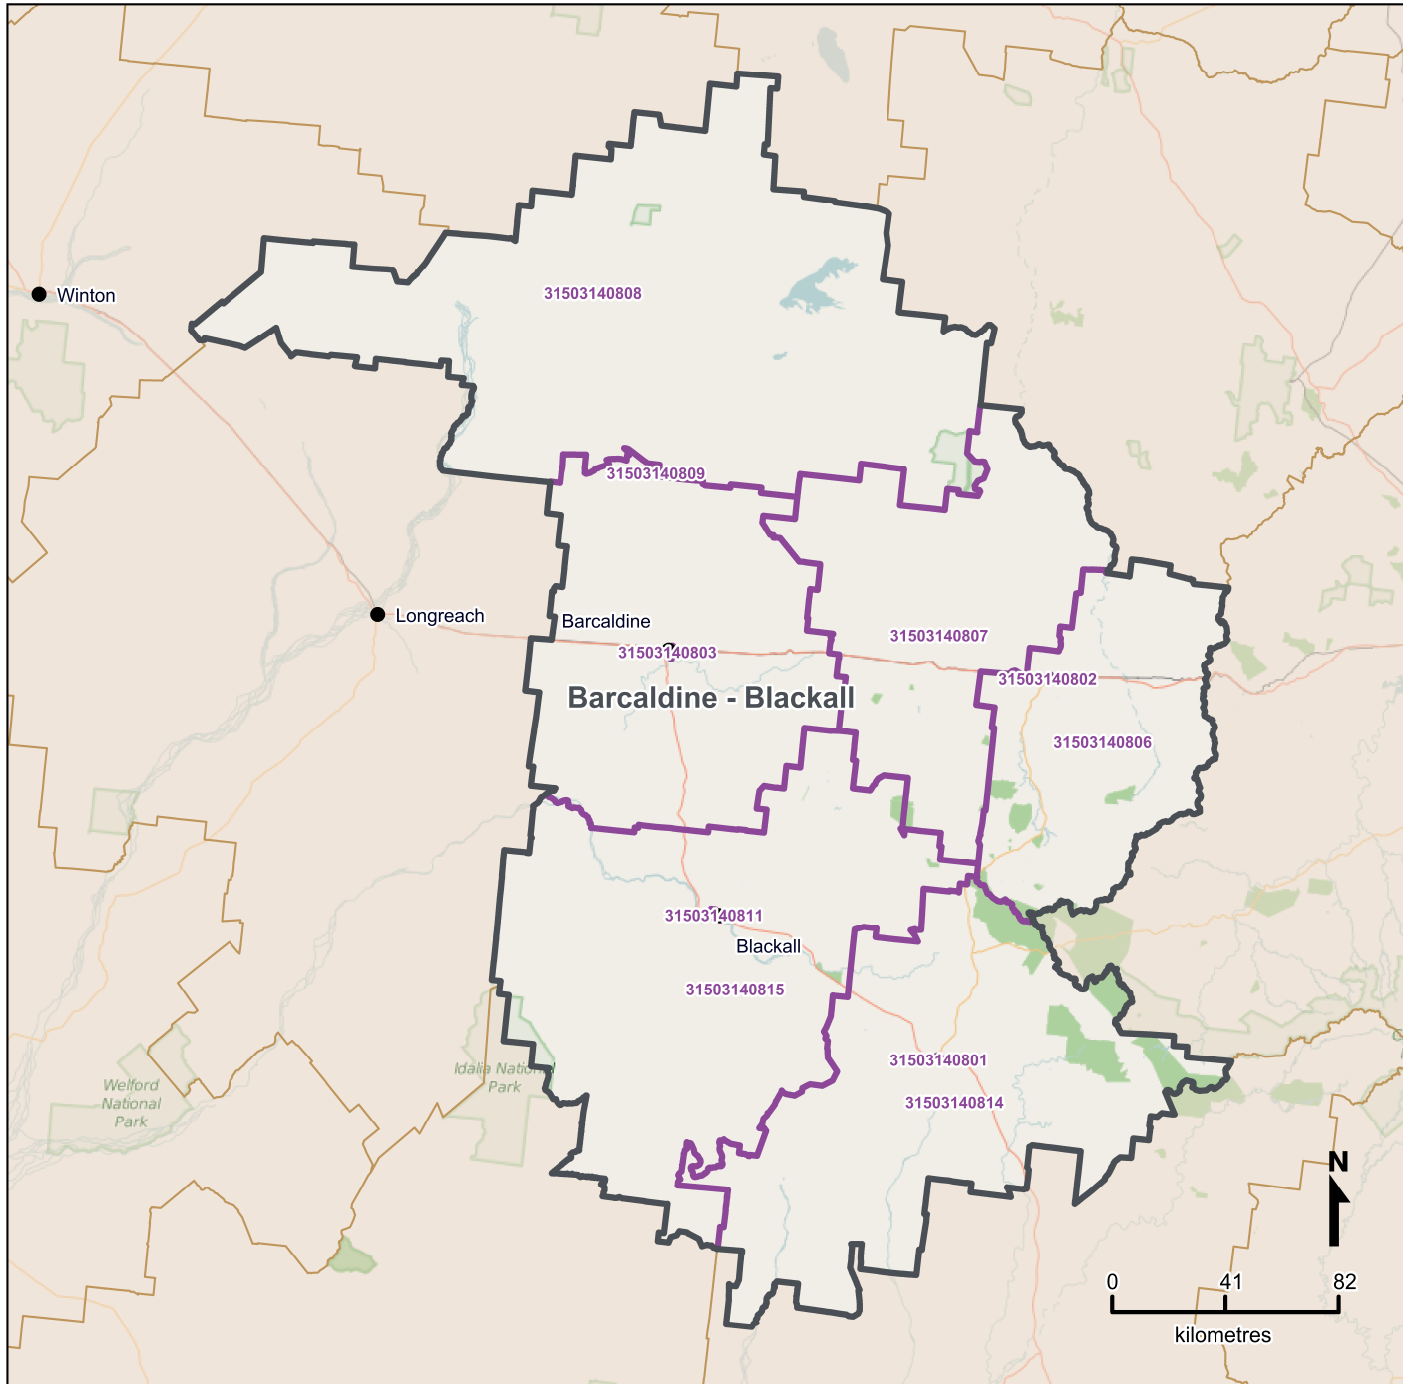 Winton
31503140808
31503140809
Longreach
Barcaldine
31503140803
31503140807
31503140802
Barcaldine - Blackall
31503140806
31503140811
Blackall
31503140815
31503140801
31503140814
Idalia National
Park
Welford
National
Park
N
0 41 82
kilometres